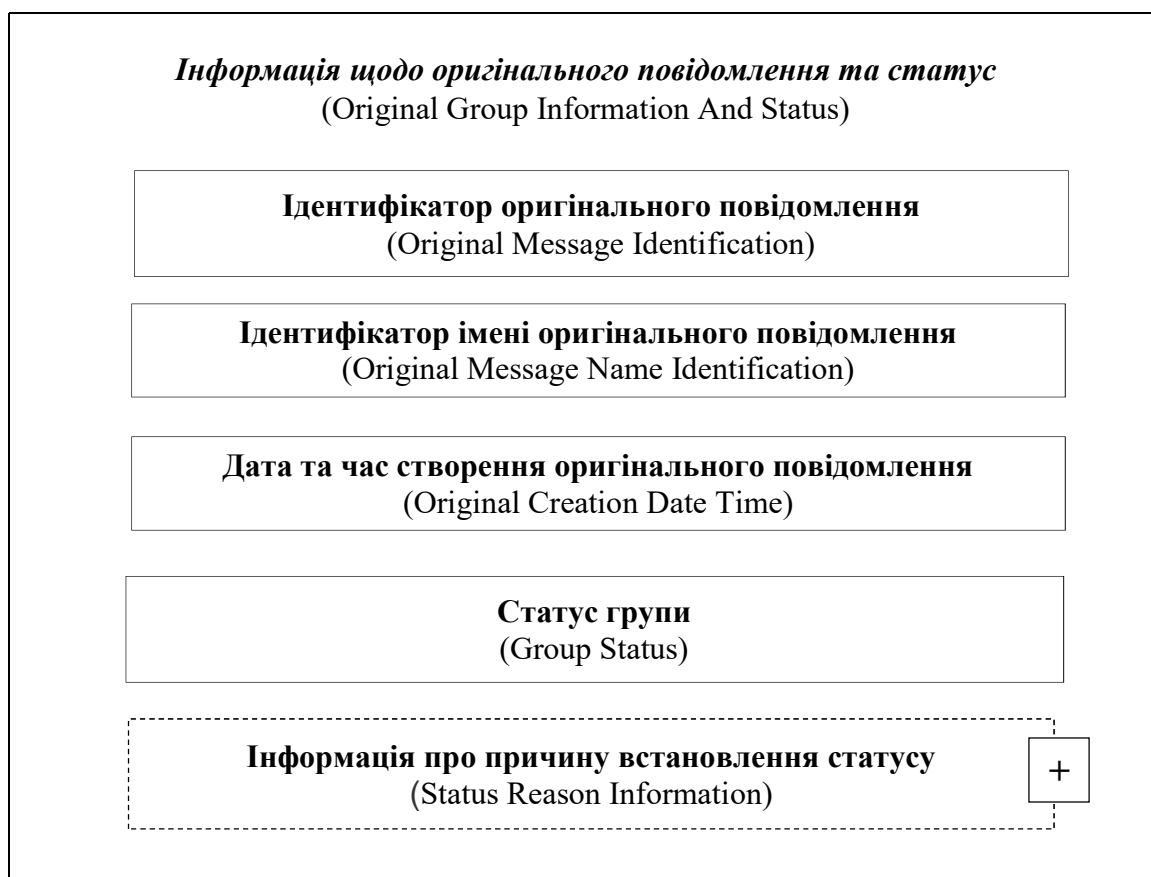 Інформація щодо оригінального повідомлення та статус
(Original Group Information And Status)
Ідентифікатор оригінального повідомлення
(Original Message Identification)
Ідентифікатор імені оригінального повідомлення
(Original Message Name Identification)
Дата та час створення оригінального повідомлення
(Original Creation Date Time)
Статус групи
(Group Status)
Інформація про причину встановлення статусу
(Status Reason Information)
+